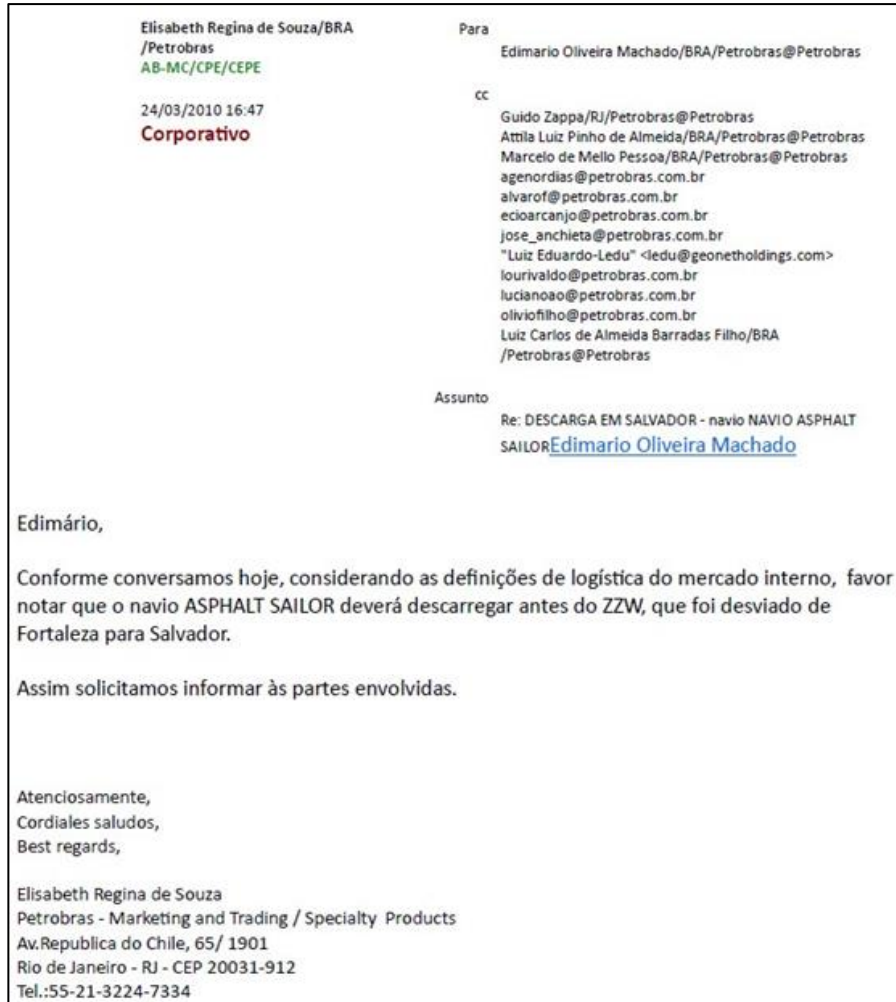 Elisabeth Regina de Souza/BRA
/Petrobras
AB-MC/CPE/CEPE
24/03/2010 16:47
Corporativo
Para
Edimario Oliveira Machado/BRA/Petrobras@Petrobras
cc
Guido Zappa/RJ/Petrobras@Petrobras
Attila Luiz Pinho de Almeida/BRA/Petrobras@Petrobras
Marcelo de Mello Pessoa/BRA/Petrobras@Petrobras
agenordias@petrobras.com.br
alvarof@petrobras.com.br
ecioarcanjo@petrobras.com.br
jose_anchieta@petrobras.com.br
"Luiz Eduardo-Ledu" <ledu@geonetholdings.com>
lourivaldo@petrobras.com.br
lucianoao@petrobras.com.br
oliviofilho@petrobras.com.br
Luiz Carlos de Almeida Barradas Filho/BRA
/Petrobras@Petrobras
Assunto
Re: DESCARGA EM SALVADOR - navio NAVIO ASPHALT
SAILOREdimario Oliveira Machado
Edimário,
Conforme conversamos hoje, considerando as definições de logística do mercado interno, favor
notar que o navio ASPHALT SAILOR deverá descarregar antes do ZZW, que foi desviado de
Fortaleza para Salvador.
Assim solicitamos informar às partes envolvidas.
Atenciosamente,
Cordiales saludos,
Best regards,
Elisabeth Regina de Souza
Petrobras - Marketing and Trading / Specialty Products
Av.Republica do Chile, 65/ 1901
Rio de Janeiro - RJ - CEP 20031-912
Tel.:55-21-3224-7334